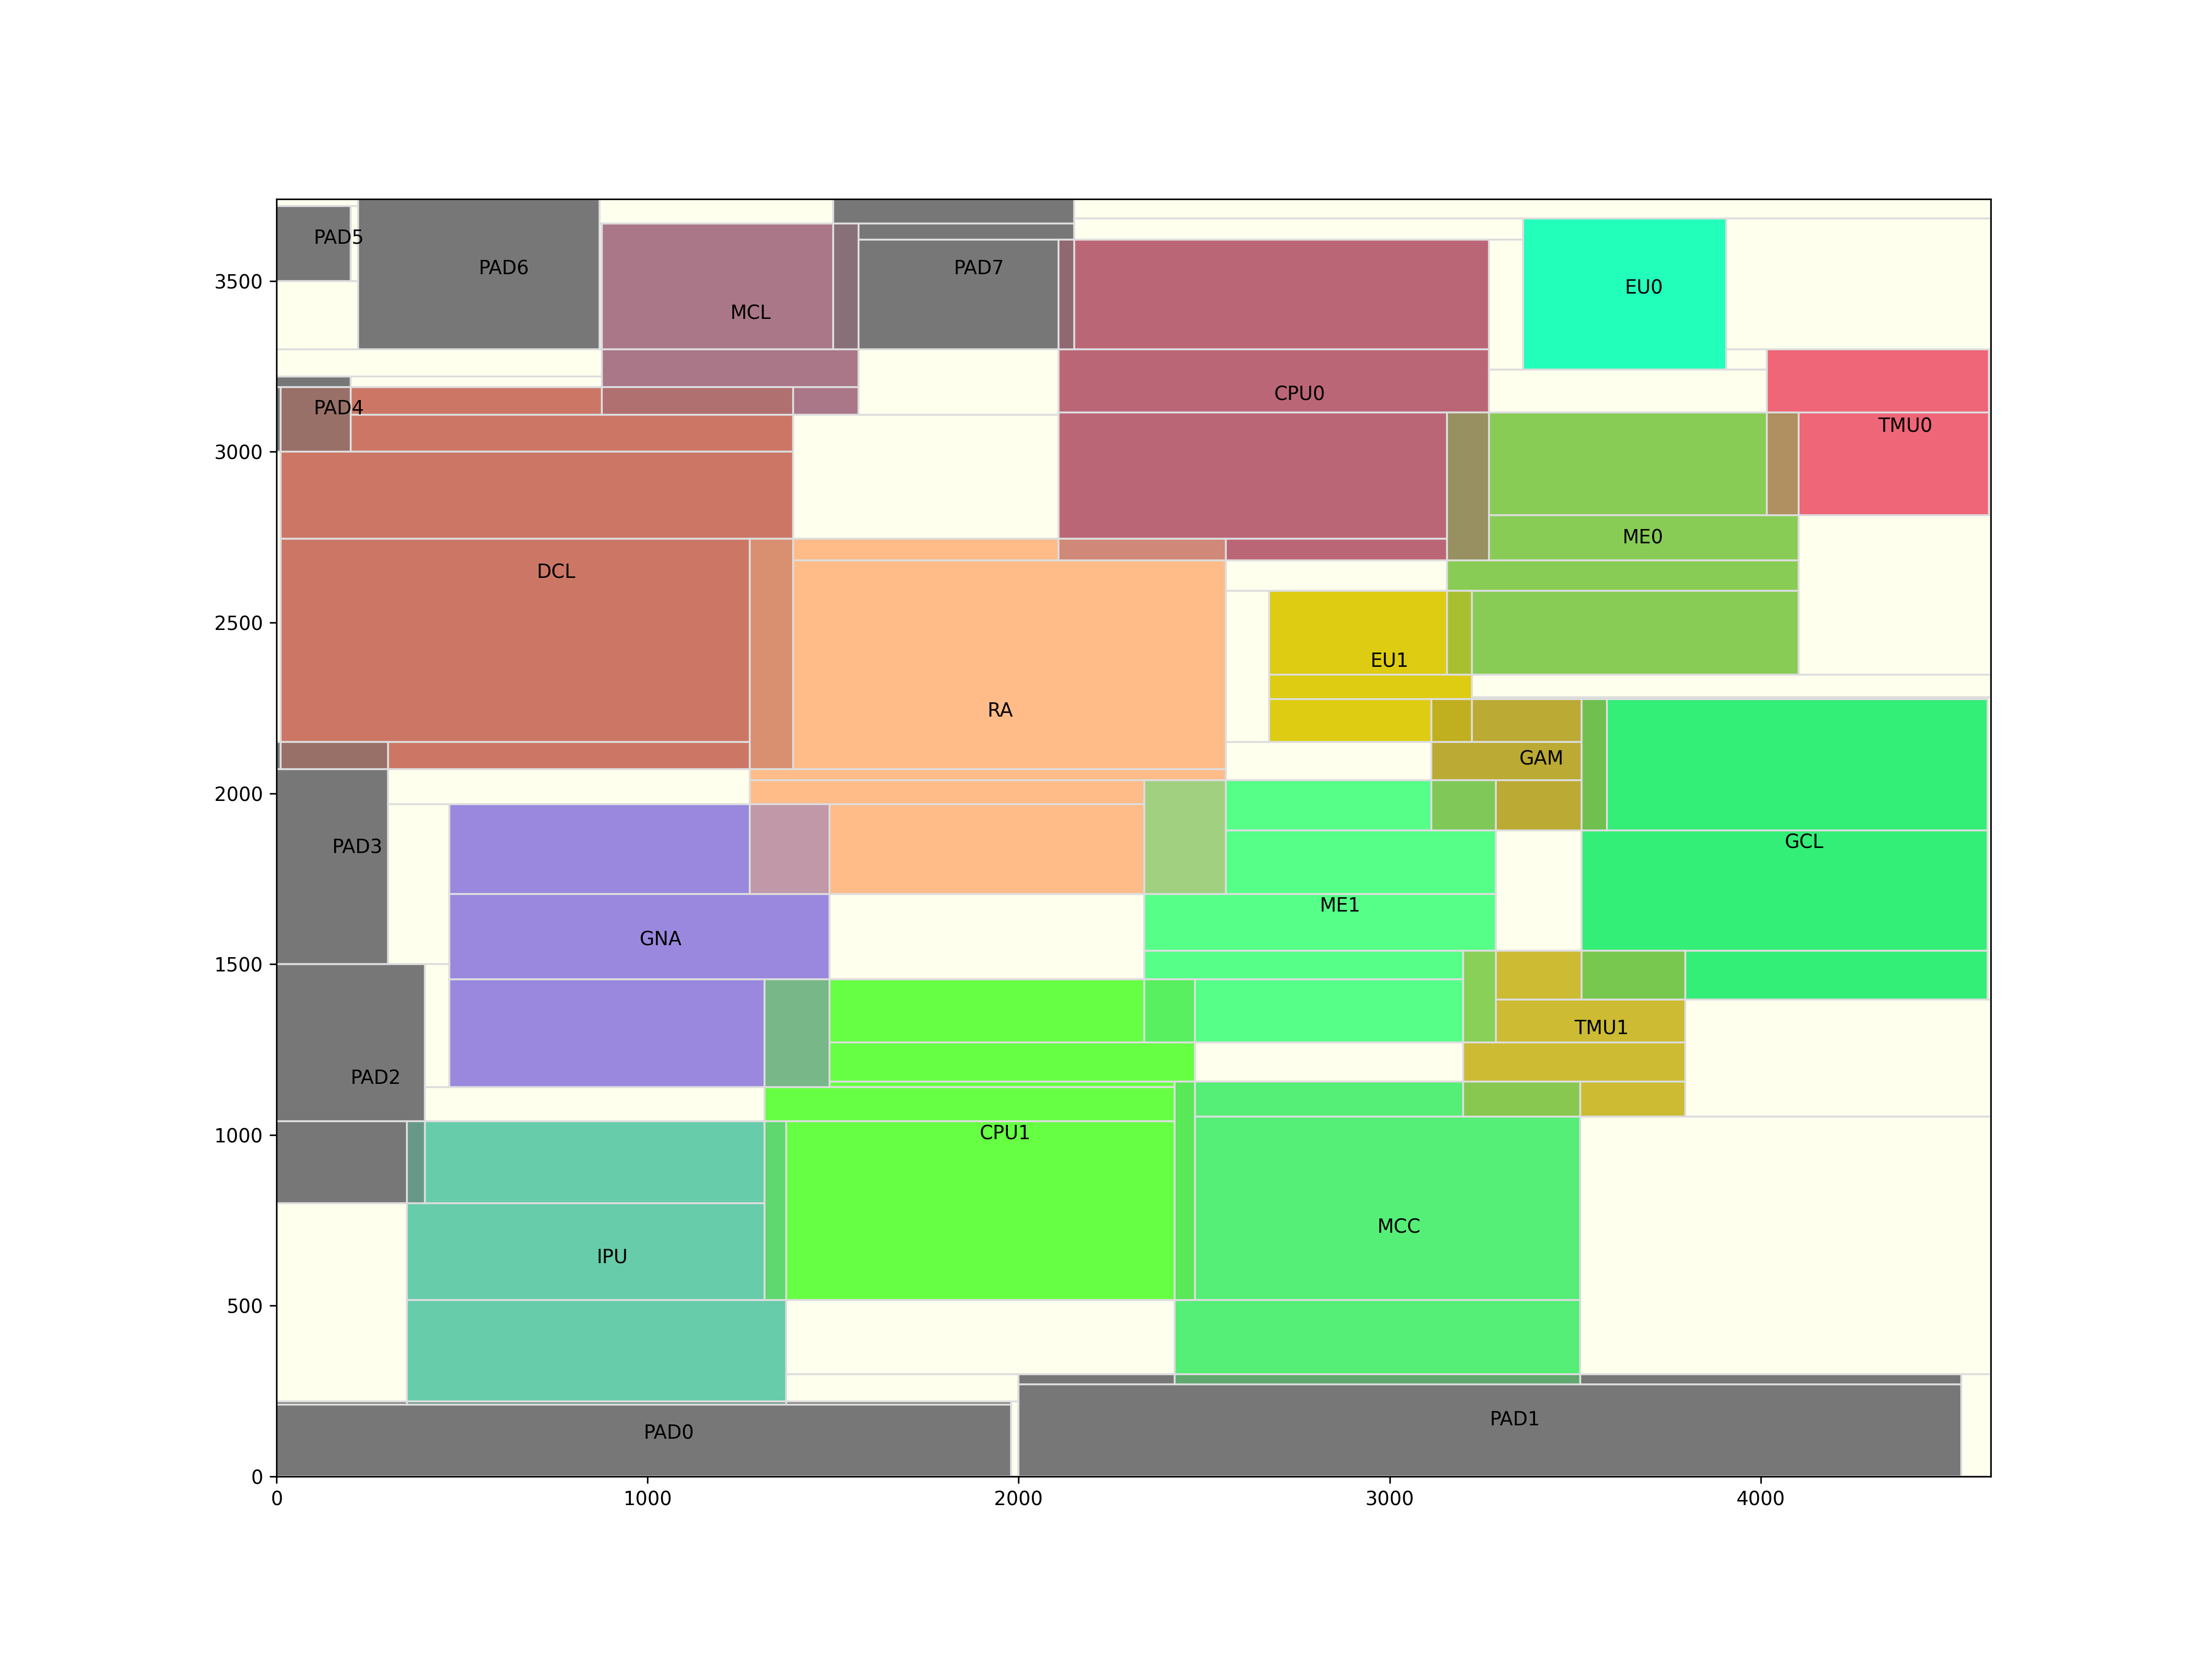 PAD5
PAD6
PAD7
EU0
MCL
3500
CPU0
PAD4
TMU0
3000
ME0
DCL
EU1
2500
RA
GAM
2000
PAD3
GCL
ME1
GNA
1500
TMU1
PAD2
CPU1
1000
MCC
IPU
500
PAD1
PAD0
0
0 1000 2000 3000 4000